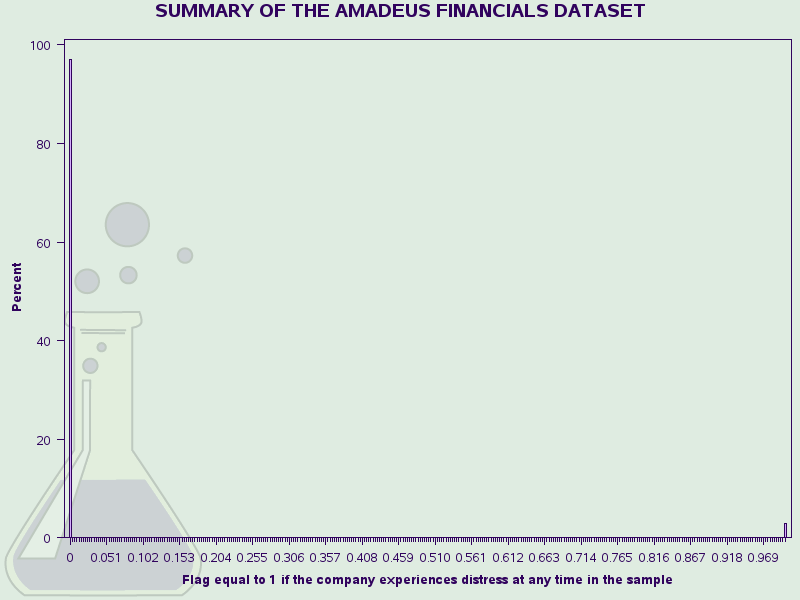 SUMMARY OF THE AMADEUS FINANCIALS DATASET
100
80
60
40
20
0
Percent
0 0.051 0.102 0.153 0.204 0.255 0.306 0.357 0.408 0.459 0.510 0.561 0.612 0.663 0.714 0.765 0.816 0.867 0.918 0.969
Flag equal to 1 if the company experiences distress at any time in the sample